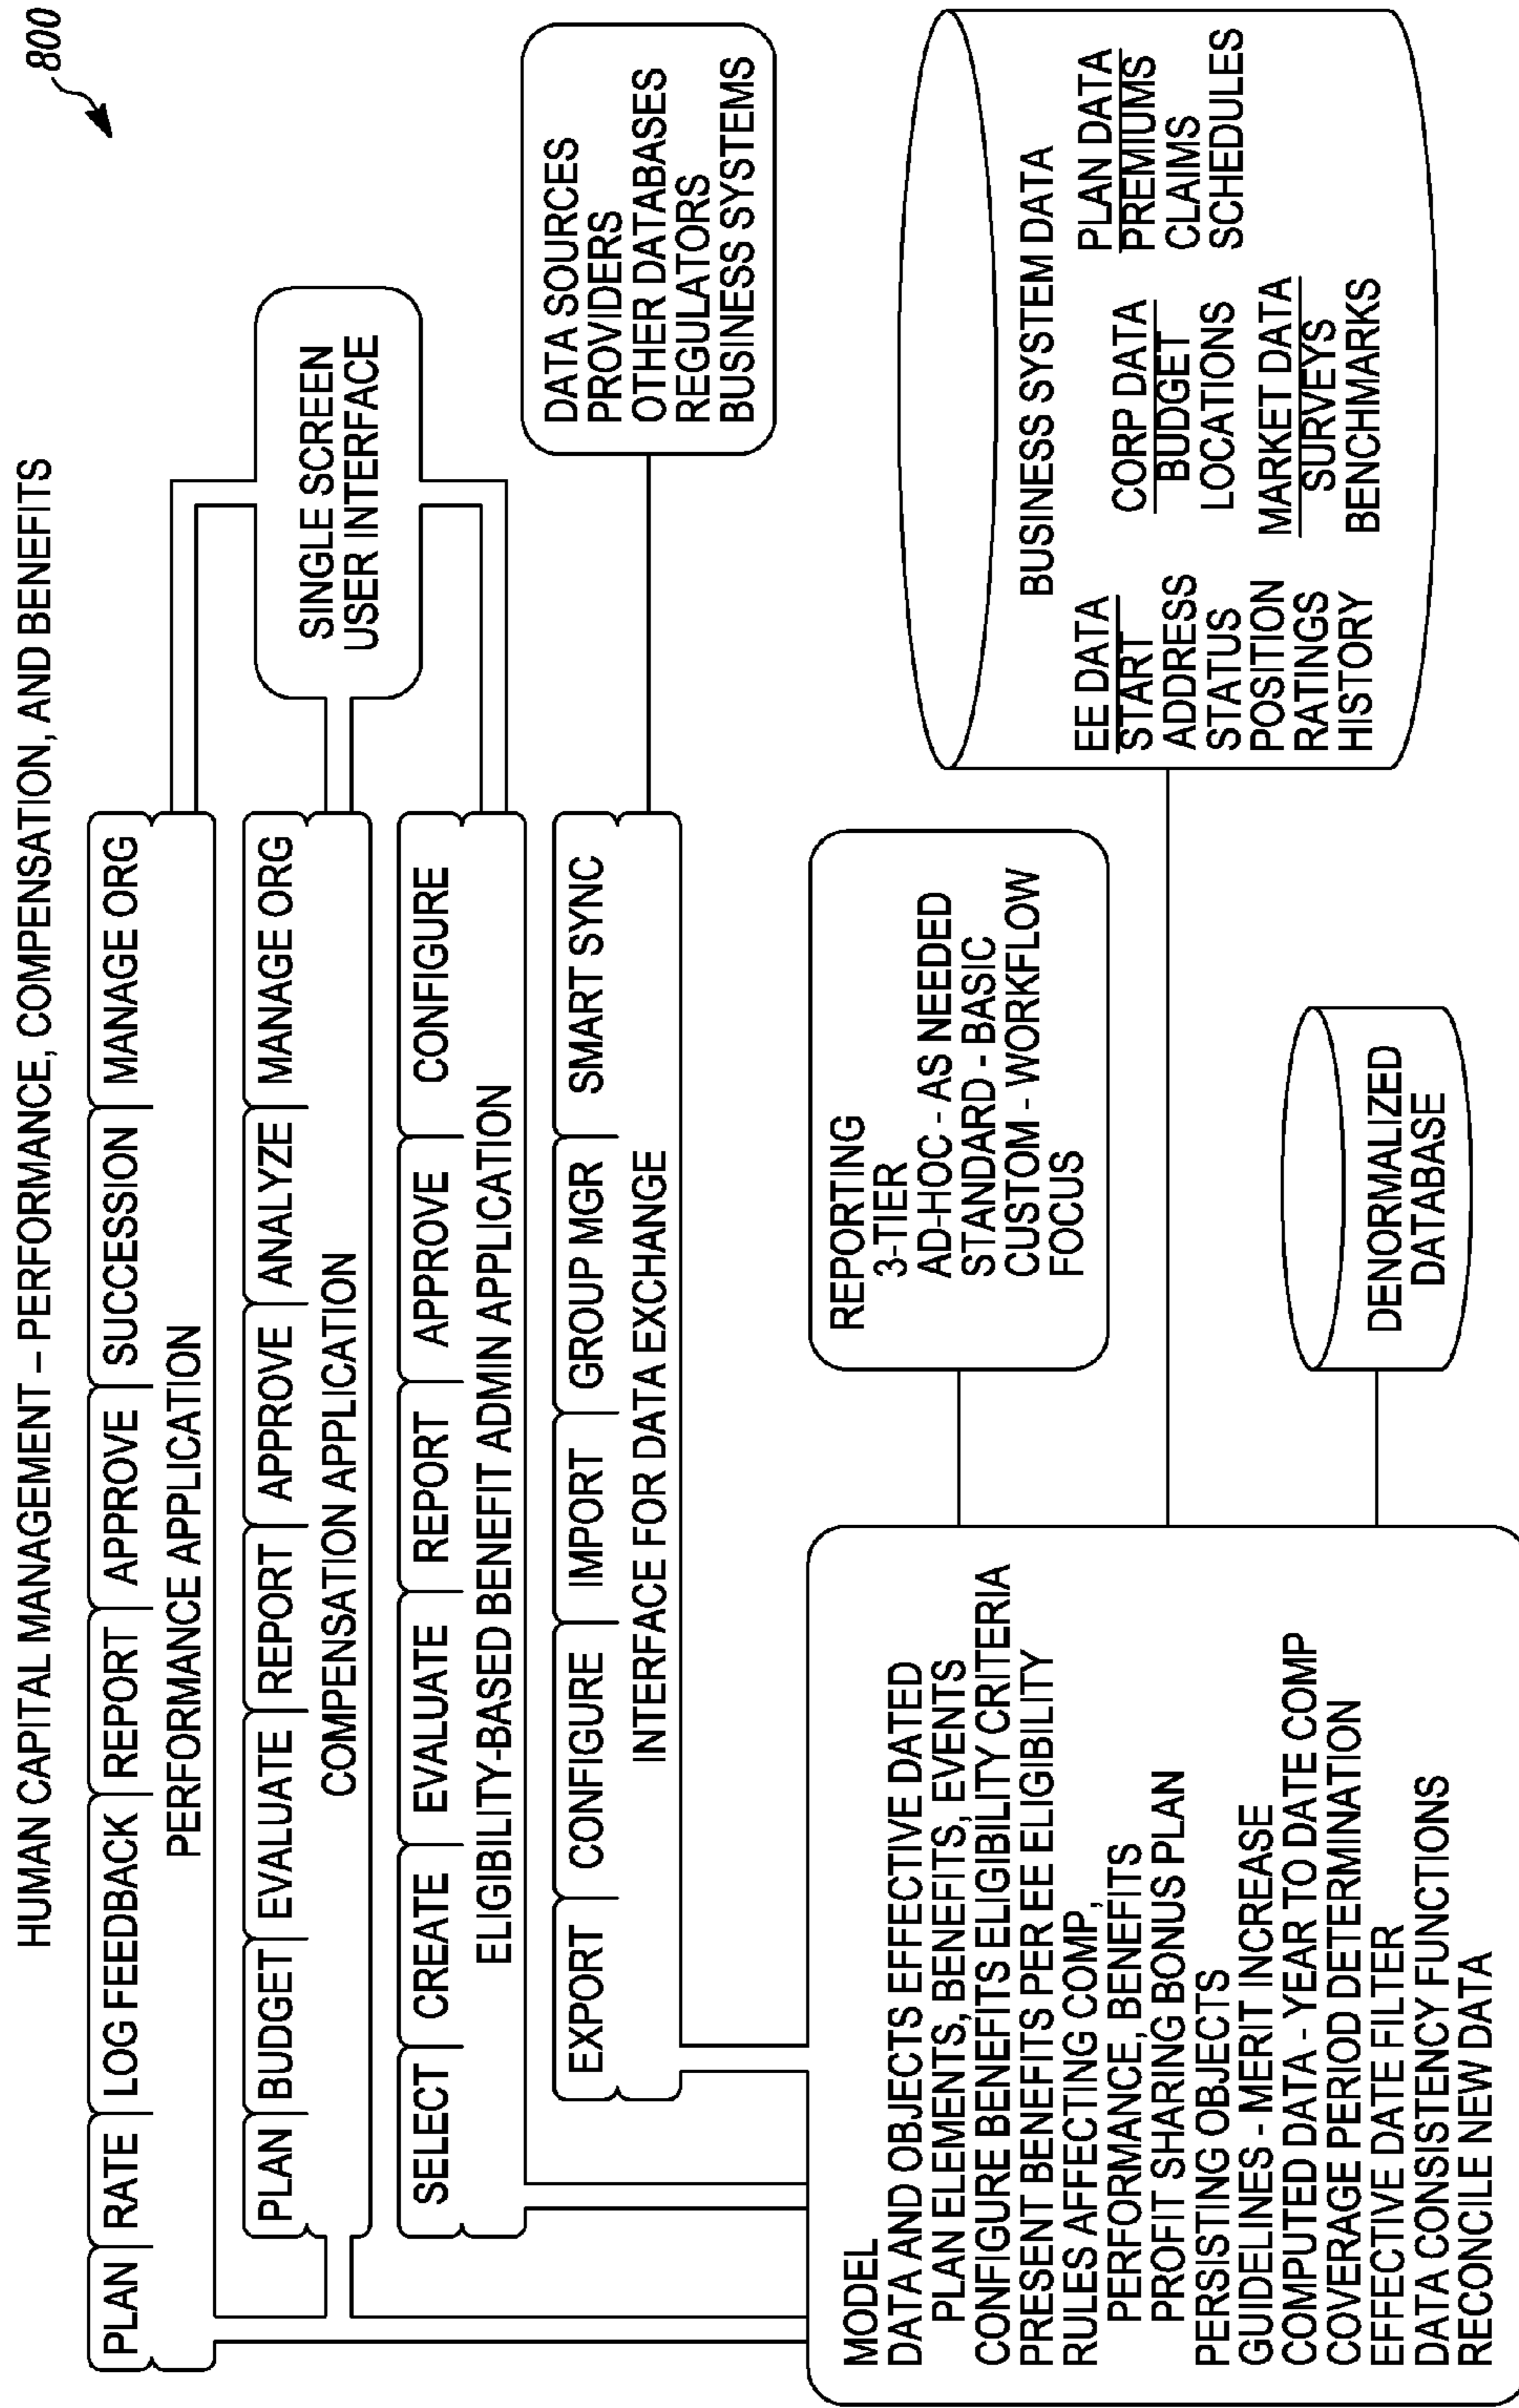 800
HUMAN CAPITAL MANAGEMENT – PERFORMANCE, COMPENSATION, AND BENEFITS
PLAN RATE LOG FEEDBACK REPORT APPROVE SUCCESSION MANAGE ORG
PERFORMANCE APPLICATION
PLAN BUDGET EVALUATE REPORT APPROVE ANALYZE MANAGE ORG
COMPENSATION APPLICATION
SELECT CREATE EVALUATE REPORT APPROVE CONFIGURE
ELIGIBILITY-BASED BENEFIT ADMIN APPLICATION
EXPORT CONFIGURE IMPORT GROUP MGR SMART SYNC
INTERFACE FOR DATA EXCHANGE
SINGLE SCREEN
USER INTERFACE
DATA SOURCES
PROVIDERS
OTHER DATABASES
REGULATORS
BUSINESS SYSTEMS
MODEL
DATA AND OBJECTS EFFECTIVE DATED
PLAN ELEMENTS, BENEFITS, EVENTS
CONFIGURE BENEFITS ELIGIBILITY CRITERIA
PRESENT BENEFITS PER EE ELIGIBILITY
RULES AFFECTING COMP,
PERFORMANCE, BENEFITS
PROFIT SHARING BONUS PLAN
PERSISTING OBJECTS
GUIDELINES - MERIT INCREASE
COMPUTED DATA - YEAR TO DATE COMP
COVERAGE PERIOD DETERMINATION
EFFECTIVE DATE FILTER
DATA CONSISTENCY FUNCTIONS
RECONCILE NEW DATA
REPORTING
3-TIER
AD-HOC - AS NEEDED
STANDARD - BASIC
CUSTOM - WORKFLOW
FOCUS
DENORMALIZED
DATABASE
BUSINESS SYSTEM DATA
EE DATA
START
ADDRESS
STATUS
POSITION
RATINGS
HISTORY
CORP DATA
BUDGET
LOCATIONS
MARKET DATA
SURVEYS
BENCHMARKS
PLAN DATA
PREMIUMS
CLAIMS
SCHEDULES